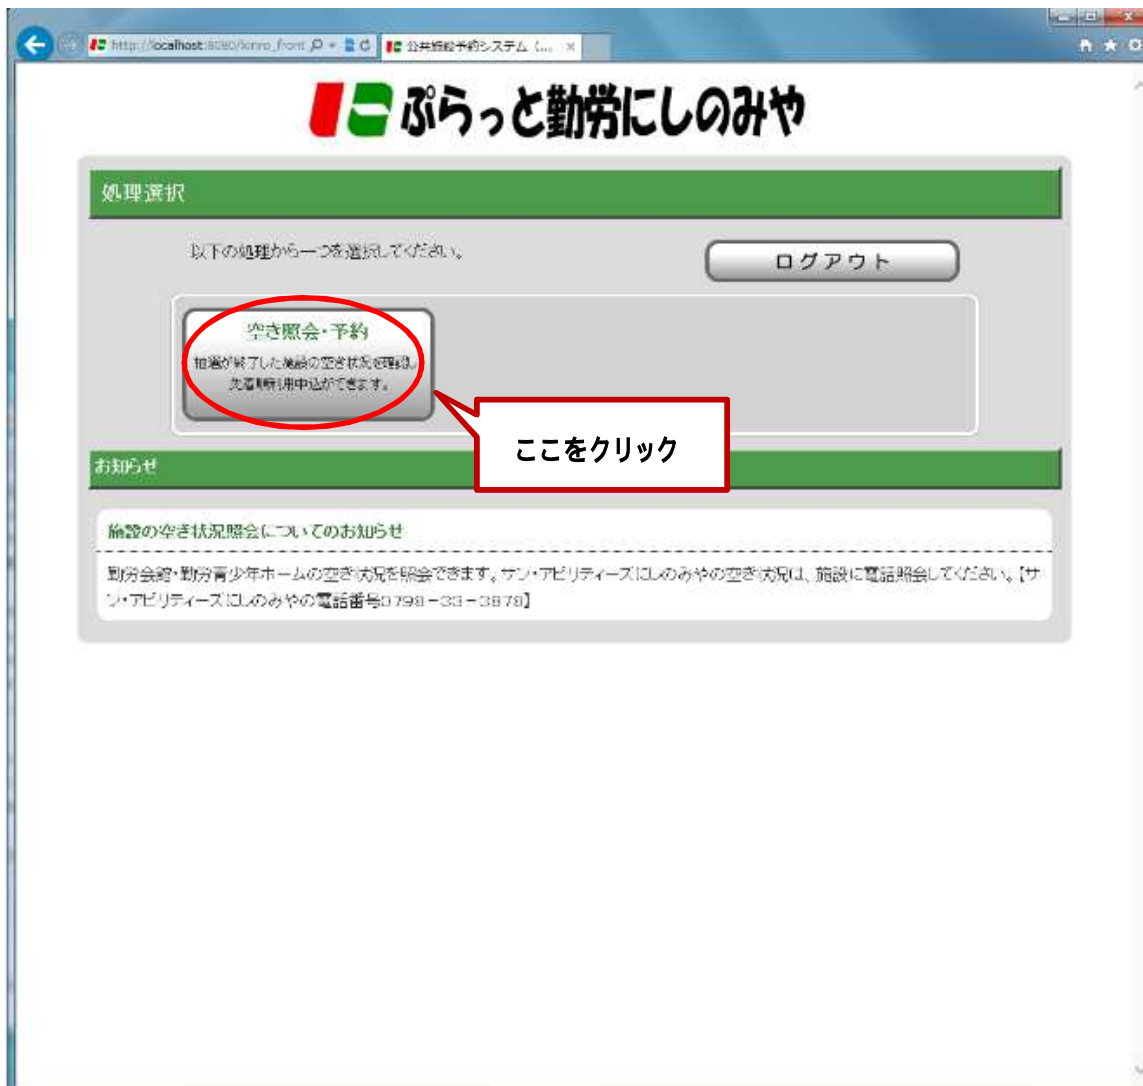 http://localhost:8080/kinro_front
公共施設予約システム (...
ぷらっと勤労にしのみや
処理選択
以下の処理から一つを選択してください。
ログアウト
空き照会・予約
抽選が終了した施設の空き状況を確認し
先着順利用申込ができます。
ここをクリック
お知らせ
施設の空き状況照会についてのお知らせ
勤労会館・勤労青少年ホームの空き状況を照会できます。サン・アビリティーズにしのみやの空き状況は、施設に電話照会してください。【サ
ン・アビリティーズにしのみやの電話番号0798-33-3878】